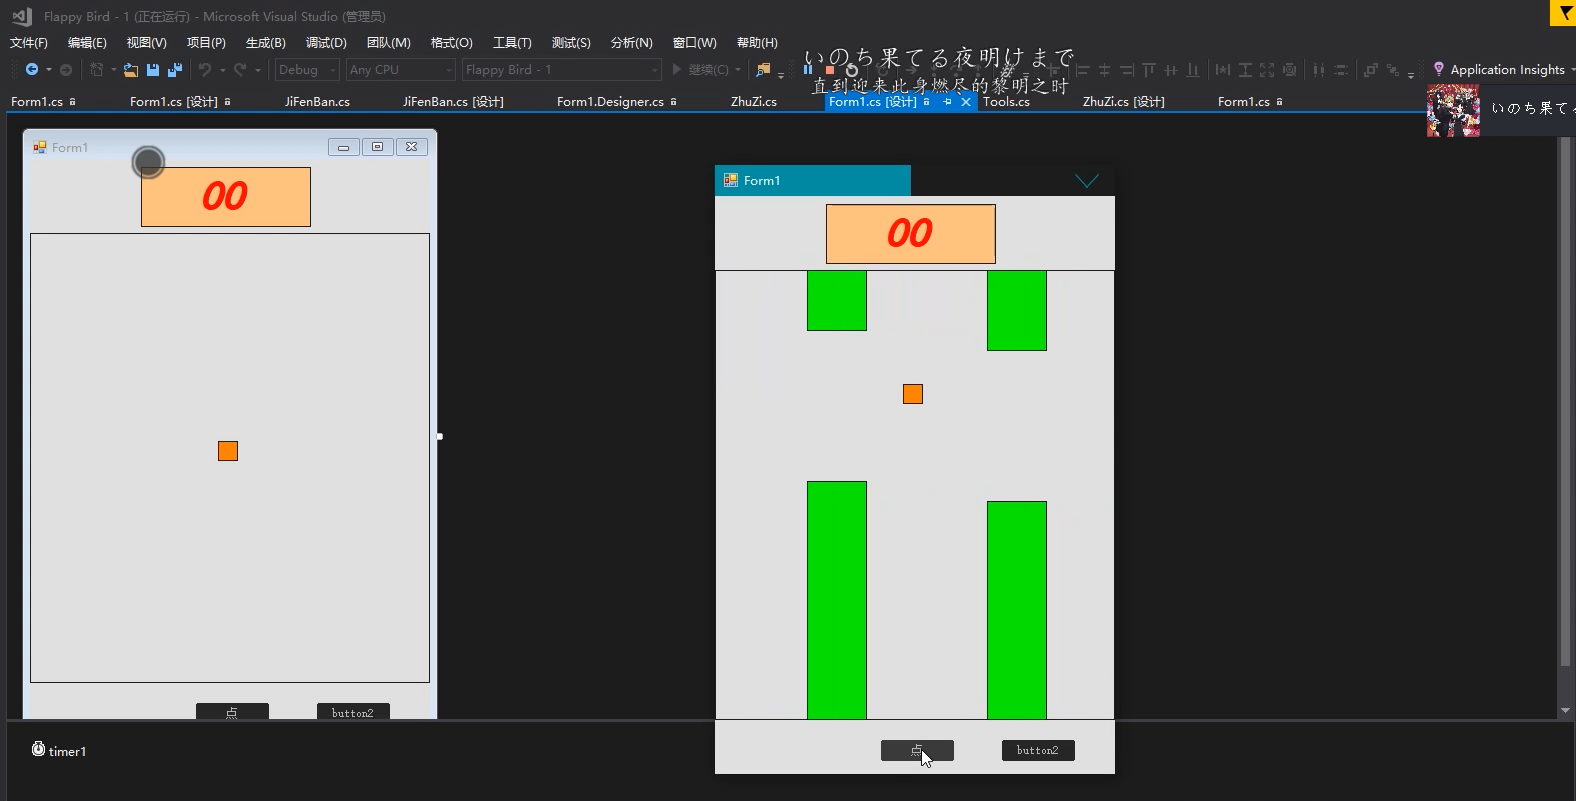 Flappy Bird - 1 (正在运行) - Microsoft Visual Studio (管理员)
文件(F) 编辑(E) 视图(V) 项目(P) 生成(B) 调试(D) 团队(M) 格式(O) 工具(T) 测试(S) 分析(N) 窗口(W) 帮助(H)
いのち果てる夜明けまで
Debug Any CPU Flappy Bird - 1 继续(C) Application Insights
直到迎来此身燃尽的黎明之时
Form1.cs Form1.cs [设计] JiFenBan.cs JiFenBan.cs [设计] Form1.Designer.cs ZhuZi.cs Form1.cs [设计] Tools.cs ZhuZi.cs [设计] Form1.cs
いのち果てる
Form1
00
点 button2
timer1
Form1
00
点 button2